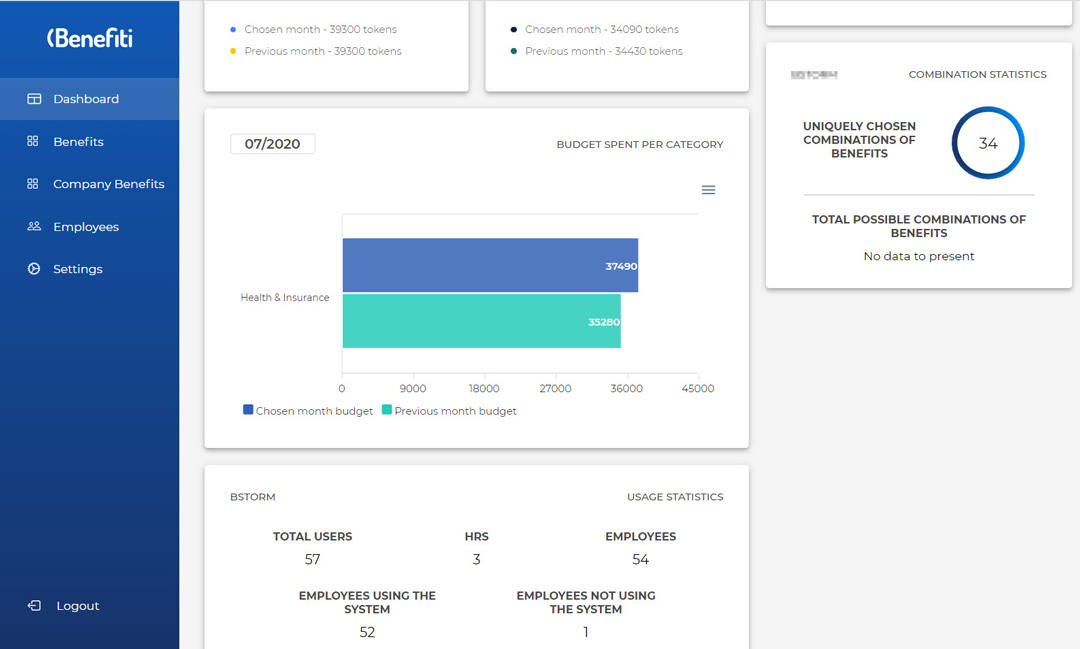 Benefiti
Dashboard
Benefits
Company Benefits
Employees
Settings
Logout
Chosen month - 39300 tokens
Previous month - 39300 tokens
Chosen month - 34090 tokens
Previous month - 34430 tokens
07/2020
BUDGET SPENT PER CATEGORY
37490
Health & Insurance
35280
0 9000 18000 27000 36000 45000
Chosen month budget Previous month budget
BSTORM USAGE STATISTICS
TOTAL USERS HRS EMPLOYEES
57 3 54
EMPLOYEES USING THE
SYSTEM
52
EMPLOYEES NOT USING
THE SYSTEM
1
COMBINATION STATISTICS
UNIQUELY CHOSEN
COMBINATIONS OF
BENEFITS
34
TOTAL POSSIBLE COMBINATIONS OF
BENEFITS
No data to present